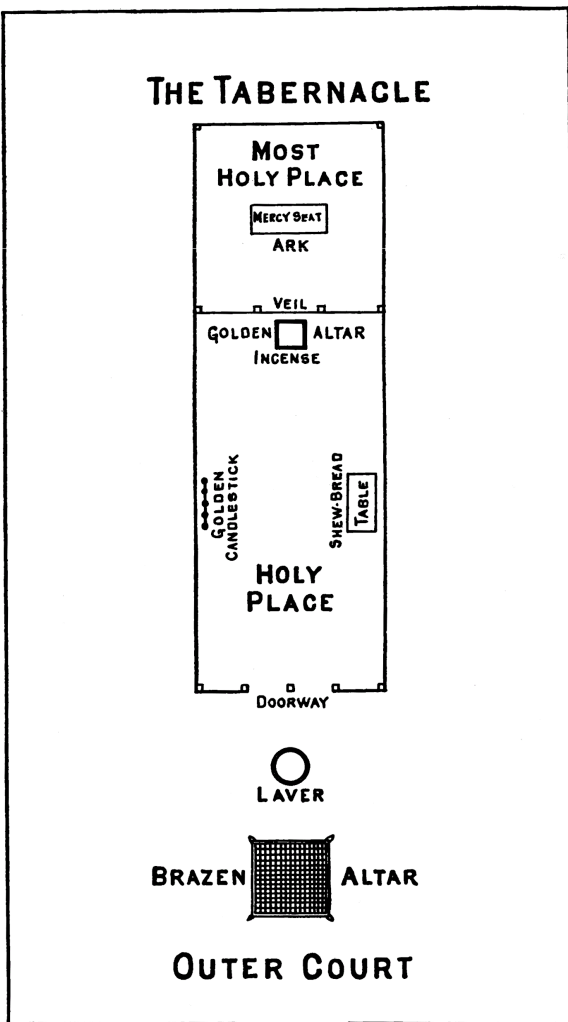 THE TABERNACLE
MOST
HOLY PLACE
MERCY SEAT
ARK
VEIL
GOLDEN ALTAR
INCENSE
GOLDEN
CANDLESTICK
SHEW-BREAD
TABLE
HOLY
PLACE
DOORWAY
LAVER
BRAZEN ALTAR
OUTER COURT